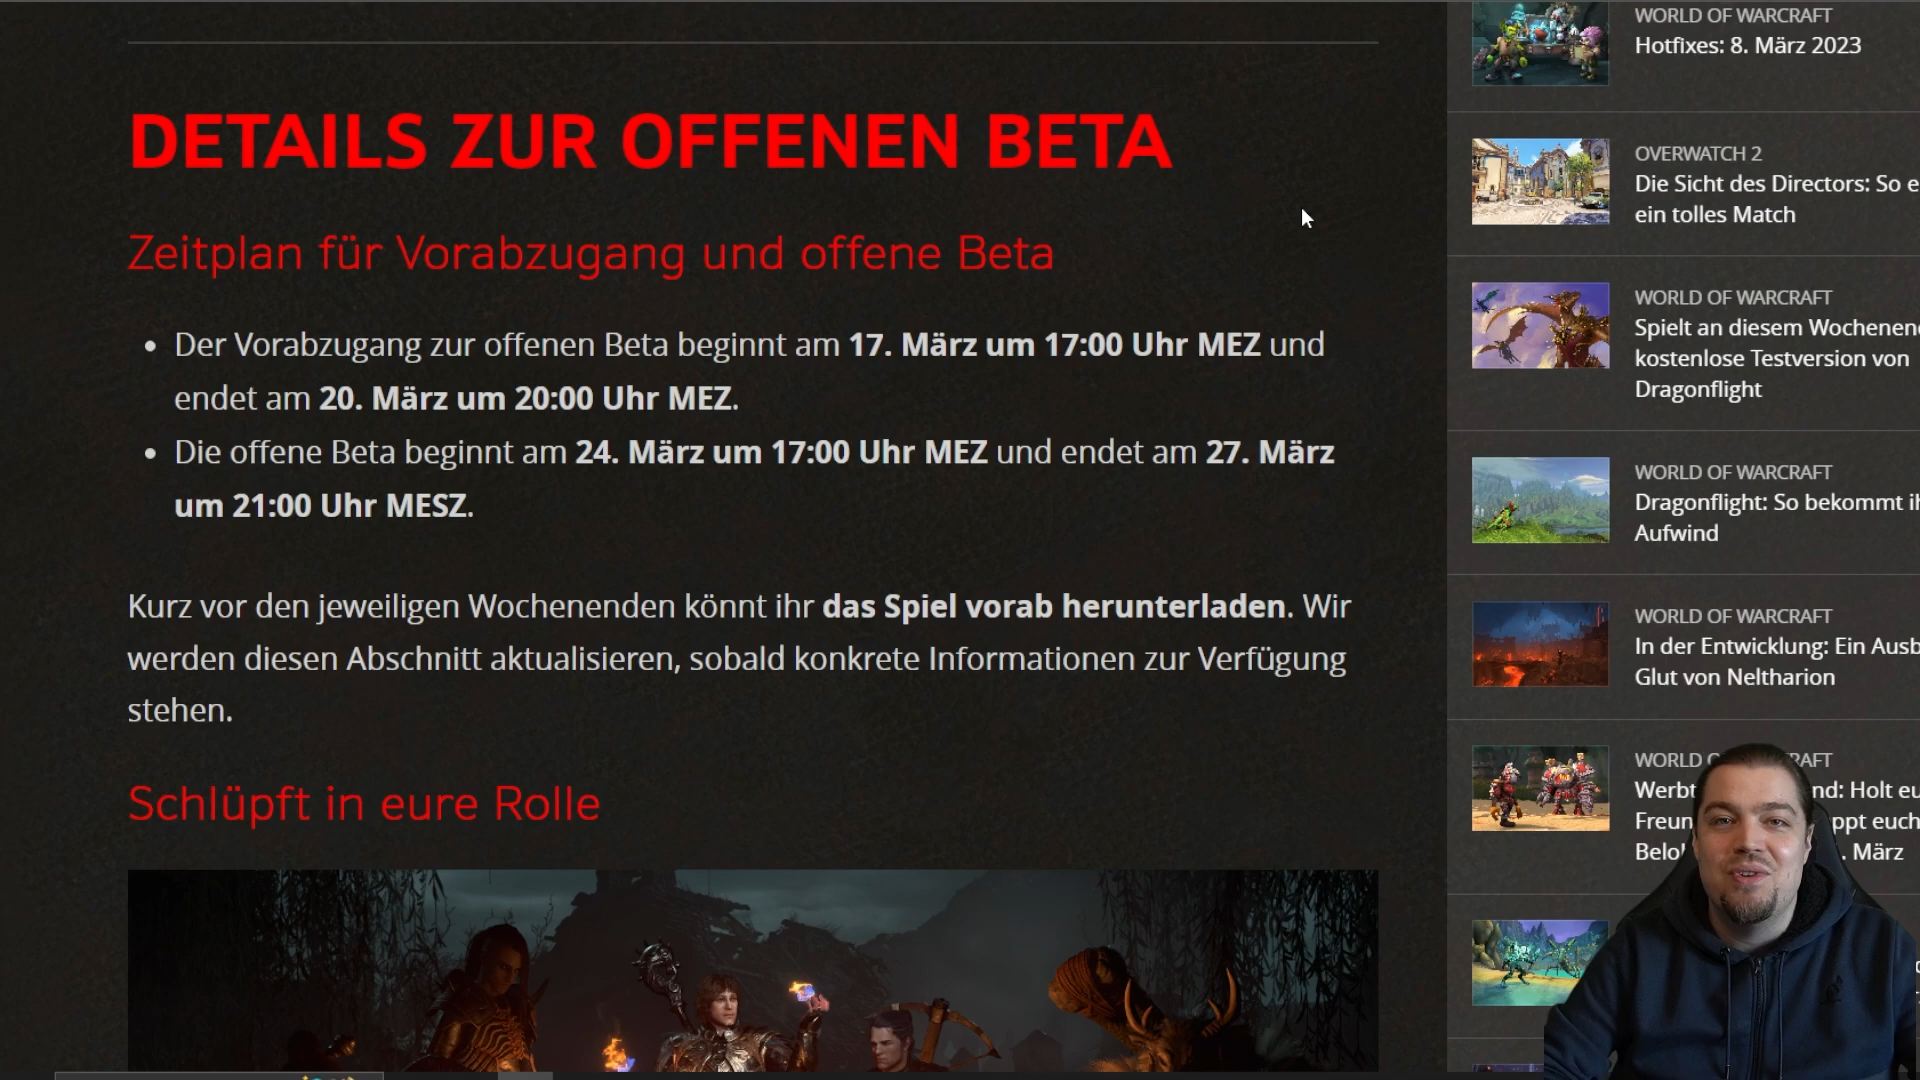 DETAILS ZUR OFFENEN BETA
Zeitplan für Vorabzugang und offene Beta
• Der Vorabzugang zur offenen Beta beginnt am 17. März um 17:00 Uhr MEZ und
endet am 20. März um 20:00 Uhr MEZ.
• Die offene Beta beginnt am 24. März um 17:00 Uhr MEZ und endet am 27. März
um 21:00 Uhr MESZ.
Kurz vor den jeweiligen Wochenenden könnt ihr das Spiel vorab herunterladen. Wir
werden diesen Abschnitt aktualisieren, sobald konkrete Informationen zur Verfügung
stehen.
Schlüpft in eure Rolle
WORLD OF WARCRAFT
Hotfixes: 8. März 2023
OVERWATCH 2
Die Sicht des Directors: So
ein tolles Match
WORLD OF WARCRAFT
Spielt an diesem
kostenlose Testversion von
Dragonflight
WORLD OF WARCRAFT
Dragonflight: So bekommt
Aufwind
WORLD OF WARCRAFT
In der Entwicklung: Ein
Glut von Neltharion
WORLD
Holt
März